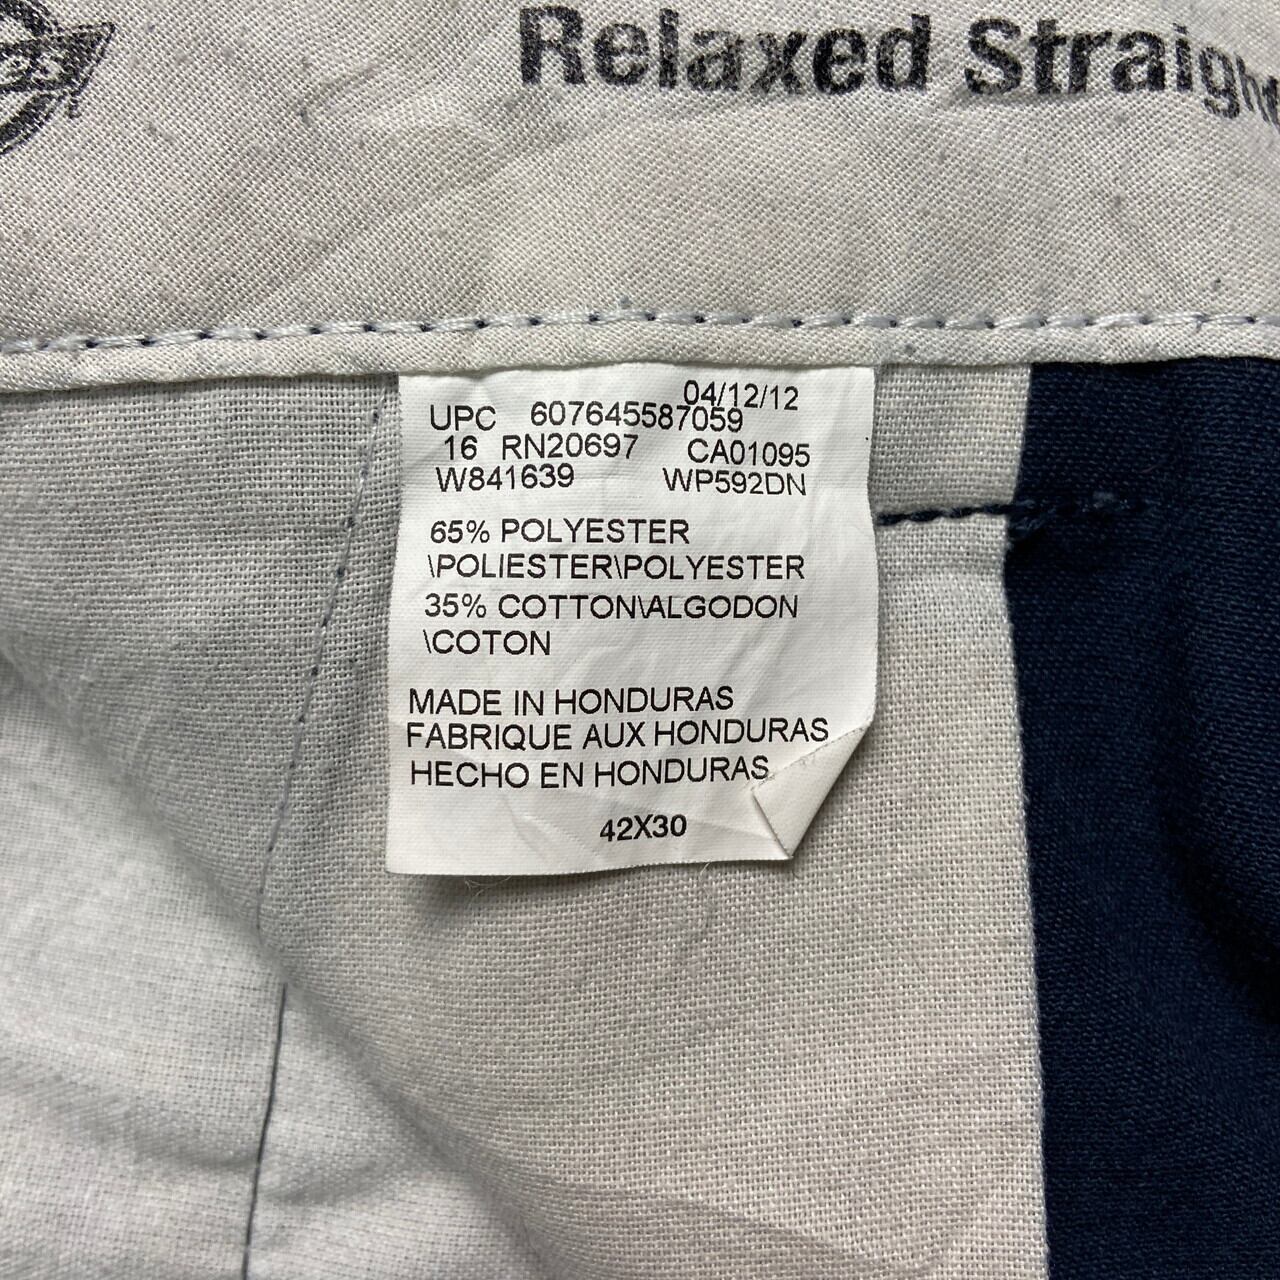 Relaxed Straight
04/12/12
UPC 607645587059
16 RN20697 CA01095
W841639 WP592DN
65% POLYESTER
\POLIESTER\POLYESTER
35% COTTON\ALGODON
\COTON
MADE IN HONDURAS
FABRIQUE AUX HONDURAS
HECHO EN HONDURAS
42X30